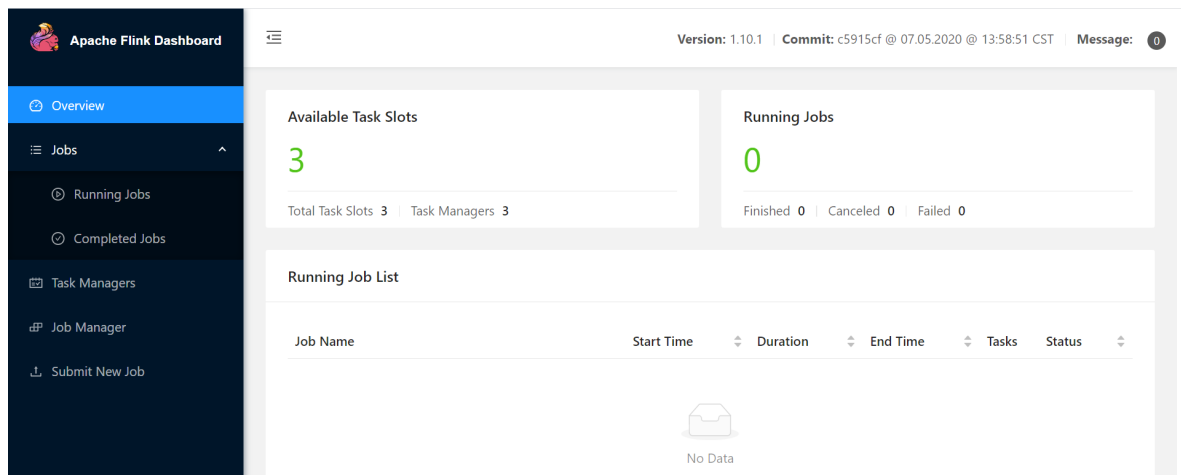 Apache Flink Dashboard
Version: 1.10.1 Commit: c5915cf @ 07.05.2020 @ 13:58:51 CST Message: 0
Overview
Jobs
Running Jobs
Completed Jobs
Task Managers
Job Manager
Submit New Job
Available Task Slots
3
Total Task Slots 3 Task Managers 3
Running Jobs
0
Finished 0 Canceled 0 Failed 0
Running Job List
Job Name Start Time Duration End Time Tasks Status
No Data